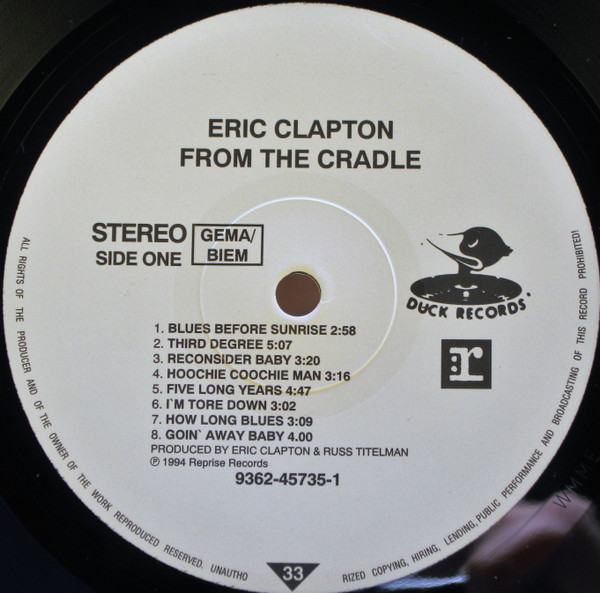 ERIC CLAPTON
FROM THE CRADLE
STEREO
SIDE ONE
GEMA/
BIEM
DUCK RECORDS
r
1. BLUES BEFORE SUNRISE 2:58
2. THIRD DEGREE 5:07
3. RECONSIDER BABY 3:20
4. HOOCHIE COOCHIE MAN 3:16
5. FIVE LONG YEARS 4:47
6. I`M TORE DOWN 3:02
7. HOW LONG BLUES 3:09
8. GOIN` AWAY BABY 4.00
PRODUCED BY ERIC CLAPTON & RUSS TITELMAN
℗ 1994 Reprise Records
9362-45735-1
ALL RIGHTS OF THE PRODUCER AND OF THE OWNER OF THE WORK REPRODUCED RESERVED. UNAUTHO
33
RIZED COPYING, HIRING, LENDING, PUBLIC PERFORMANCE AND BROADCASTING OF THIS RECORD PROHIBITED!
WMME